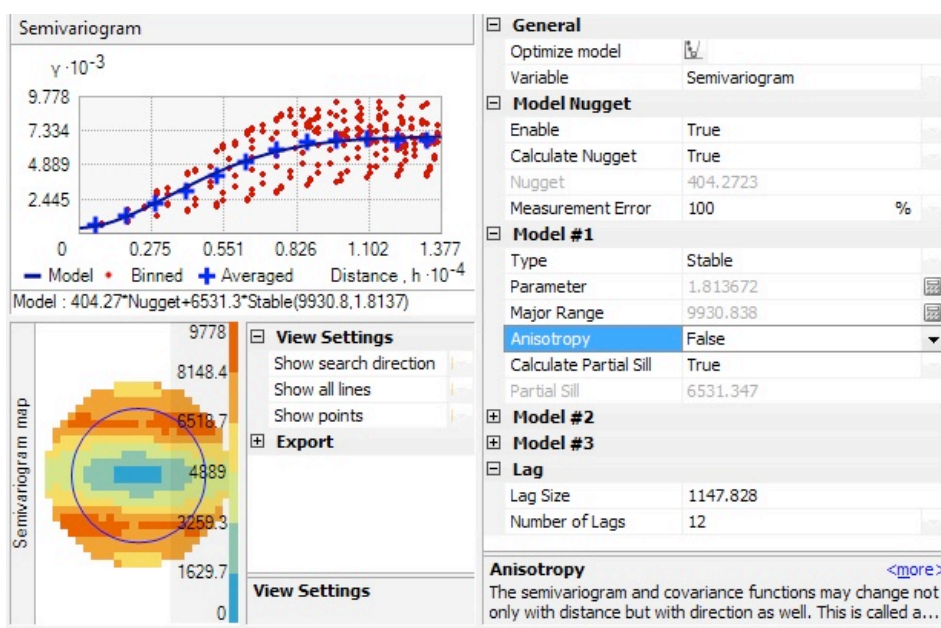 Semivariogram
γ ·10⁻³
9.778
7.334
4.889
2.445
0 0.275 0.551 0.826 1.102 1.377
Model Binned Averaged Distance , h ·10⁻⁴
Model : 404.27*Nugget+6531.3*Stable(9930.8,1.8137)
Semivariogram map
9778
8148.4
6518.7
4889
3259.3
1629.7
0
View Settings
Show search direction
Show all lines
Show points
Export
View Settings
General
Optimize model
Variable Semivariogram
Model Nugget
Enable True
Calculate Nugget True
Nugget 404.2723
Measurement Error 100 %
Model #1
Type Stable
Parameter 1.813672
Major Range 9930.838
Anisotropy False
Calculate Partial Sill True
Partial Sill 6531.347
Model #2
Model #3
Lag
Lag Size 1147.828
Number of Lags 12
Anisotropy <more>
The semivariogram and covariance functions may change not
only with distance but with direction as well. This is called a...